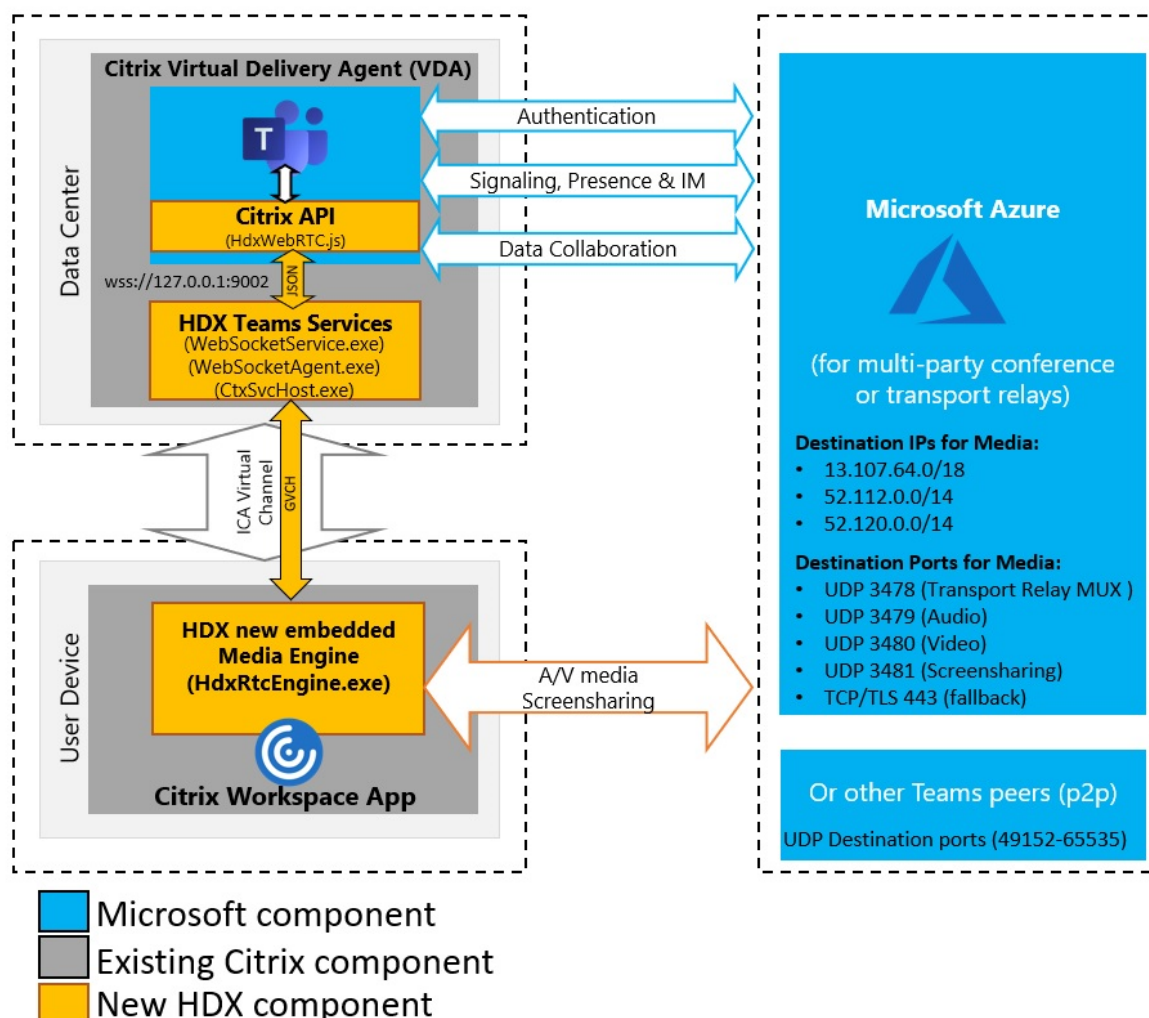 Citrix Virtual Delivery Agent (VDA)
T
Citrix API
(HdxWebRTC.js)
wss://127.0.0.1:9002
JSON
HDX Teams Services
(WebSocketService.exe)
(WebSocketAgent.exe)
(CtxSvcHost.exe)
Data Center
Authentication
Signaling, Presence & IM
Data Collaboration
ICA Virtual
Channel
GVCH
User Device
HDX new embedded
Media Engine
(HdxRtcEngine.exe)
Citrix Workspace App
A/V media
Screensharing
Microsoft Azure
(for multi-party conference
or transport relays)
Destination IPs for Media:
• 13.107.64.0/18
• 52.112.0.0/14
• 52.120.0.0/14
Destination Ports for Media:
• UDP 3478 (Transport Relay MUX )
• UDP 3479 (Audio)
• UDP 3480 (Video)
• UDP 3481 (Screensharing)
• TCP/TLS 443 (fallback)
Or other Teams peers (p2p)
UDP Destination ports (49152-65535)
Microsoft component
Existing Citrix component
New HDX component